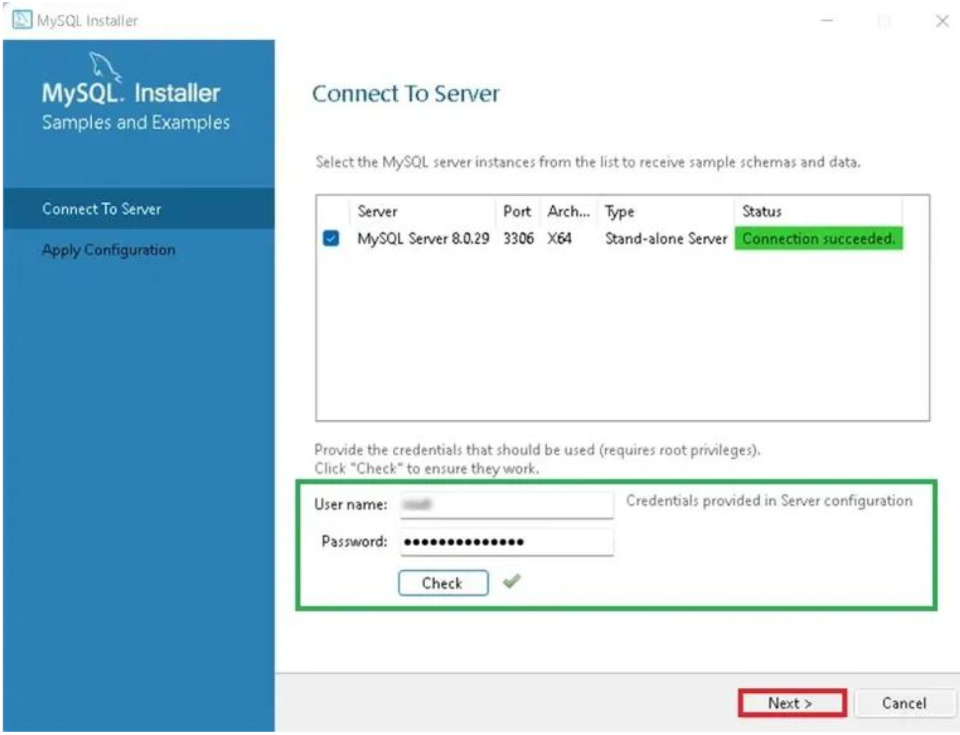 MySQL Installer
MySQL. Installer
Samples and Examples
Connect To Server
Apply Configuration
Connect To Server
Select the MySQL server instances from the list to receive sample schemas and data.
Server Port Arch... Type Status
MySQL Server 8.0.29 3306 X64 Stand-alone Server Connection succeeded.
Provide the credentials that should be used (requires root privileges).
Click "Check" to ensure they work.
User name: Credentials provided in Server configuration
Password: ●●●●●●●●●●●●●●
Check
Next > Cancel